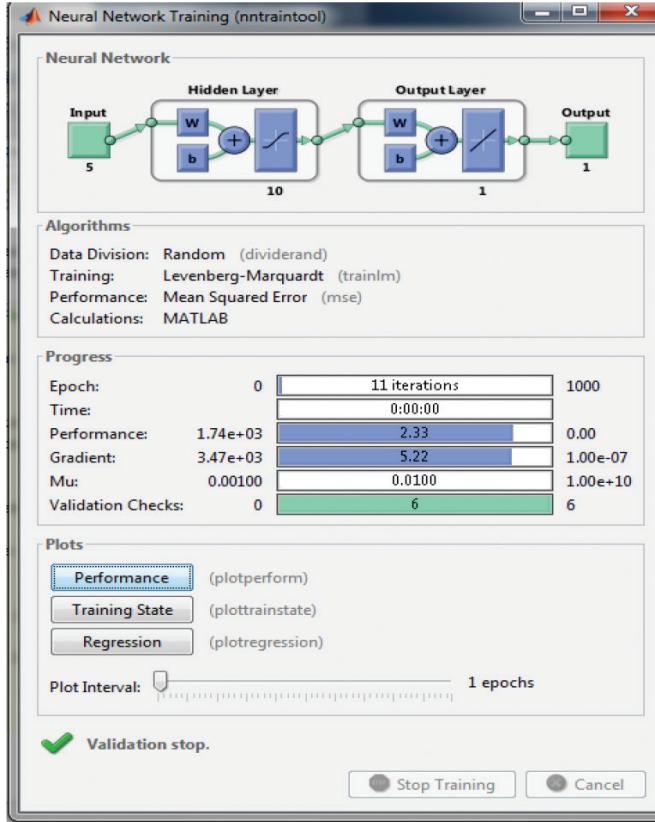 Neural Network Training (nntraintool)
Neural Network
Hidden Layer
Output Layer
Input
Output
W
b
+
W
b
+
5
10
1
1
Algorithms
Data Division: Random (dividerand)
Training: Levenberg-Marquardt (trainlm)
Performance: Mean Squared Error (mse)
Calculations: MATLAB
Progress
Epoch: 0 11 iterations 1000
Time: 0:00:00
Performance: 1.74e+03 2.33 0.00
Gradient: 3.47e+03 5.22 1.00e-07
Mu: 0.00100 0.0100 1.00e+10
Validation Checks: 0 6 6
Plots
Performance (plotperform)
Training State (plottrainstate)
Regression (plotregression)
Plot Interval: 1 epochs
Validation stop.
Stop Training Cancel